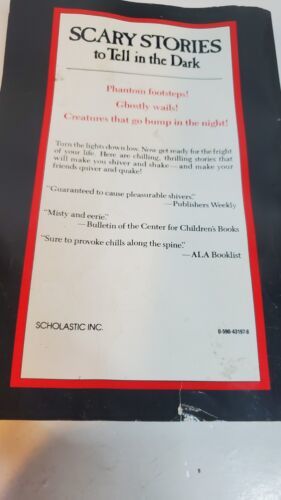 SCARY STORIES
to Tell in the Dark
Phantom footsteps!
Ghostly wails!
Creatures that go bump in the night!
Turn the lights down low. Now get ready for the fright
of your life. Here are chilling, thrilling stories that
will make you shiver and shake—and make your
friends quiver and quake!
"Guaranteed to cause pleasurable shivers."
—Publishers Weekly
"Misty and eerie."
—Bulletin of the Center for Children's Books
"Sure to provoke chills along the spine."
—ALA Booklist
SCHOLASTIC INC.
0-590-43197-8